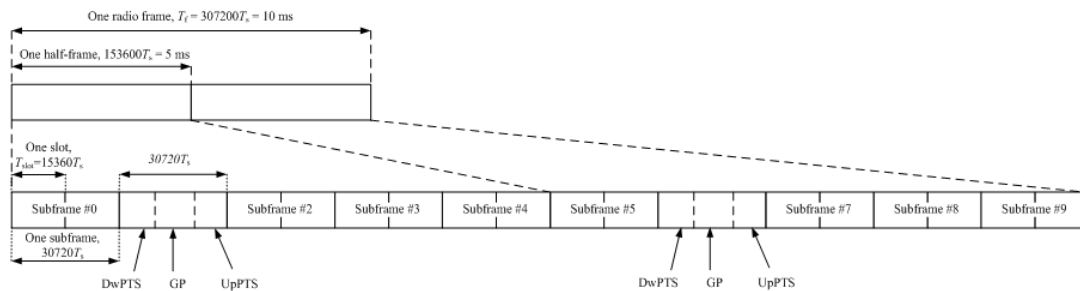 One radio frame, Tf = 307200Ts = 10 ms
One half-frame, 153600Ts = 5 ms
One slot,
Tslot=15360Ts
30720Ts
Subframe #0
Subframe #2
Subframe #3
Subframe #4
Subframe #5
Subframe #7
Subframe #8
Subframe #9
One subframe,
30720Ts
DwPTS
GP
UpPTS
DwPTS
GP
UpPTS